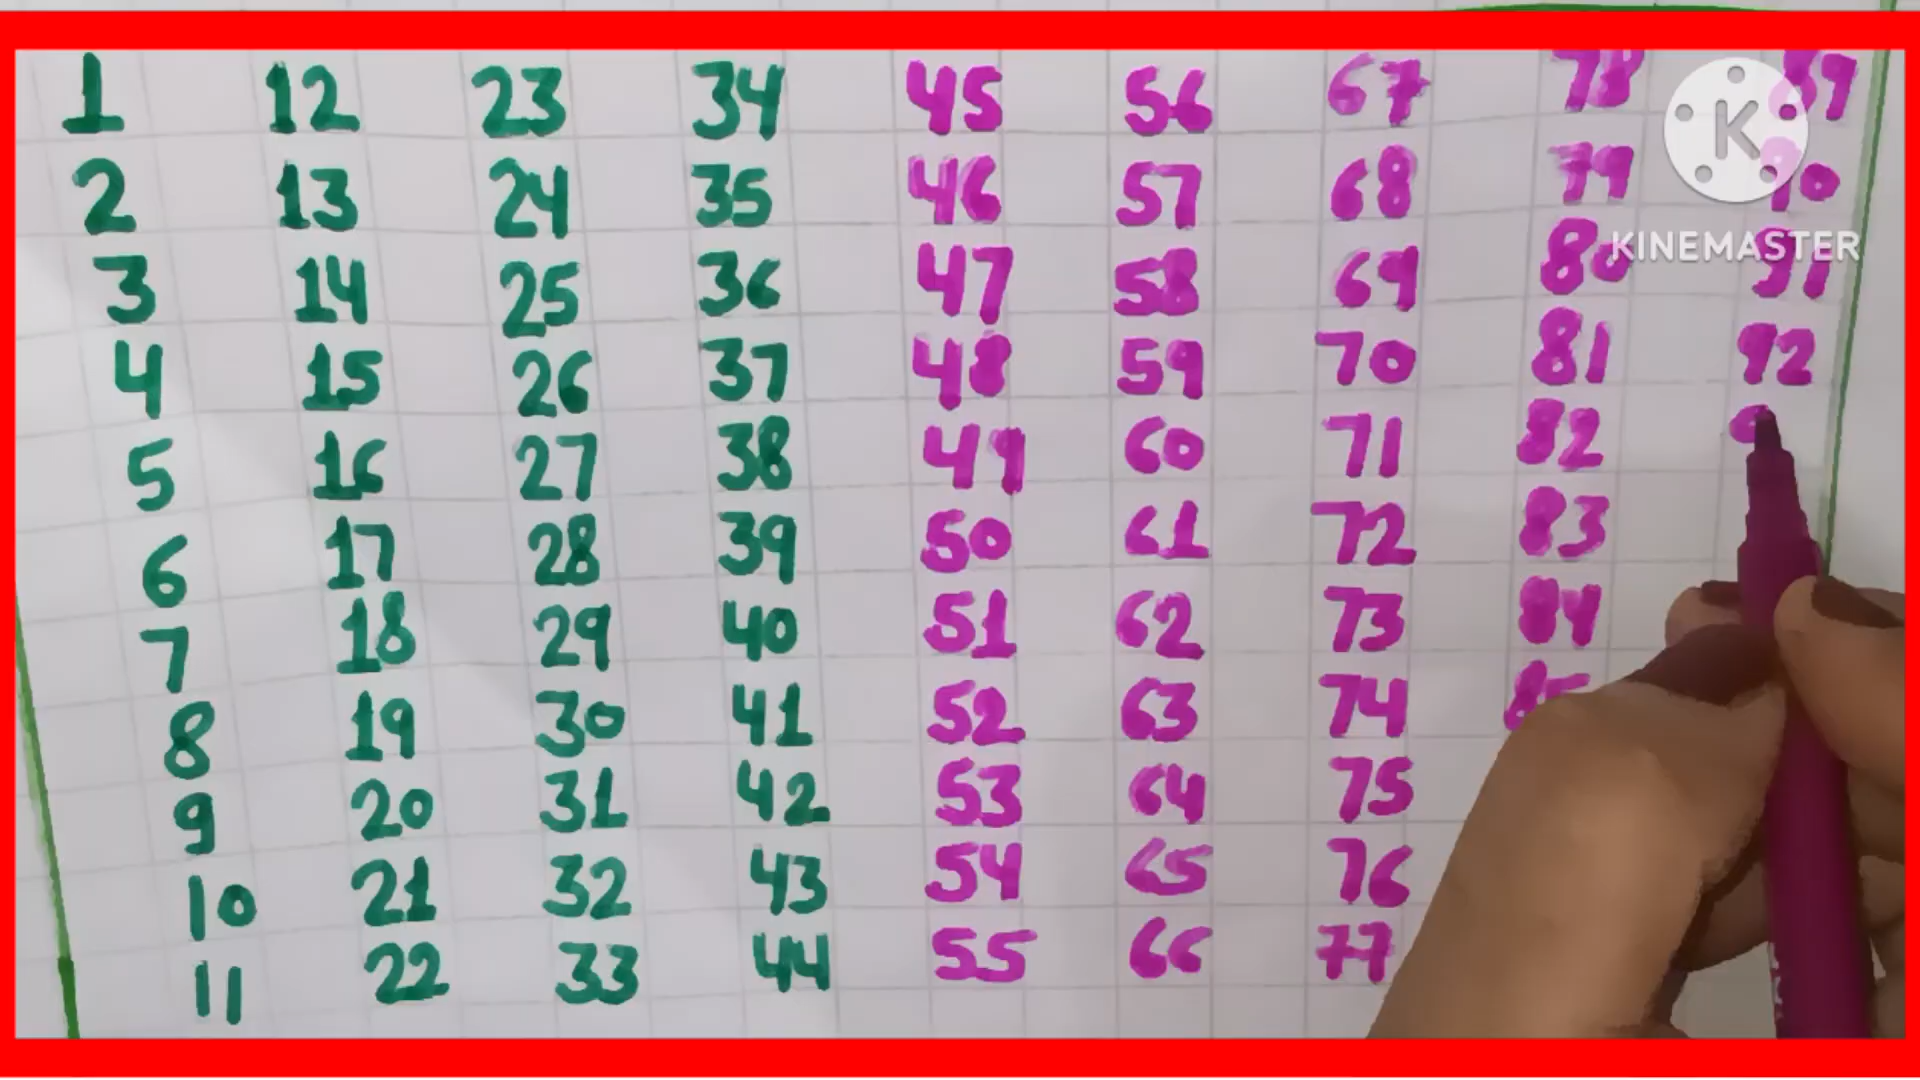 1 12 23 34 45 56 67 78 89
2 13 24 35 46 57 68 79 90
3 14 25 36 47 58 69 80 91
4 15 26 37 48 59 70 81 92
5 16 27 38 49 60 71 82
6 17 28 39 50 61 72 83
7 18 29 40 51 62 73 84
8 19 30 41 52 63 74 85
9 20 31 42 53 64 75
10 21 32 43 54 65 76
11 22 33 44 55 66 77
K
KINEMASTER